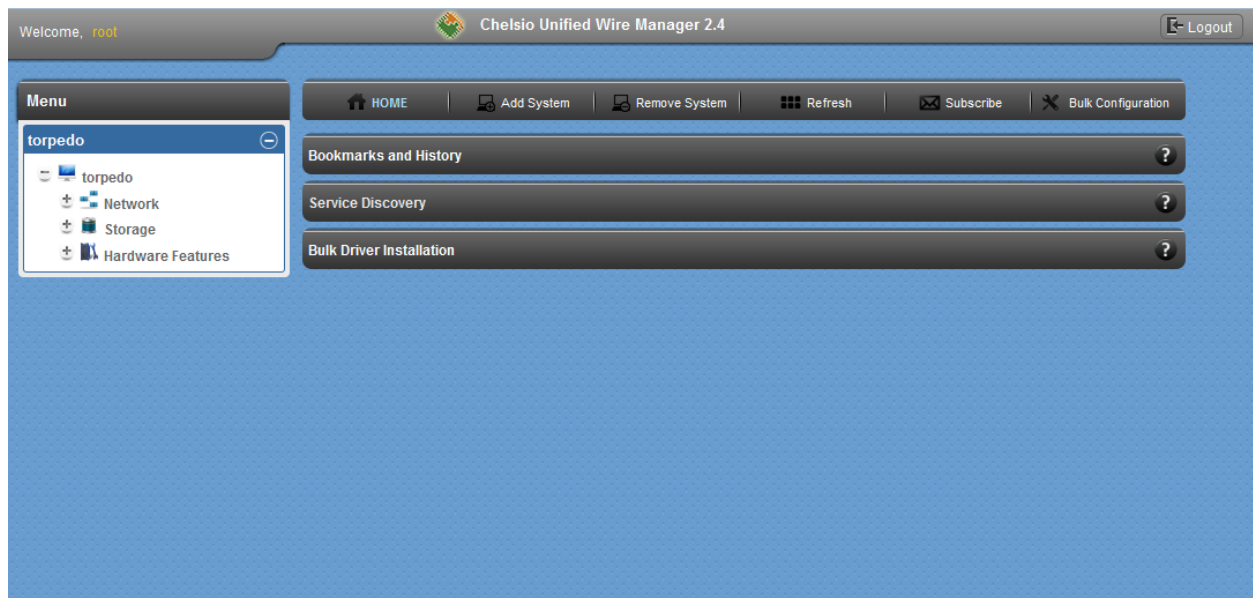 Welcome, root
Chelsio Unified Wire Manager 2.4
Logout
Menu
HOME
Add System
Remove System
Refresh
Subscribe
Bulk Configuration
torpedo
torpedo
Network
Storage
Hardware Features
Bookmarks and History
?
Service Discovery
?
Bulk Driver Installation
?